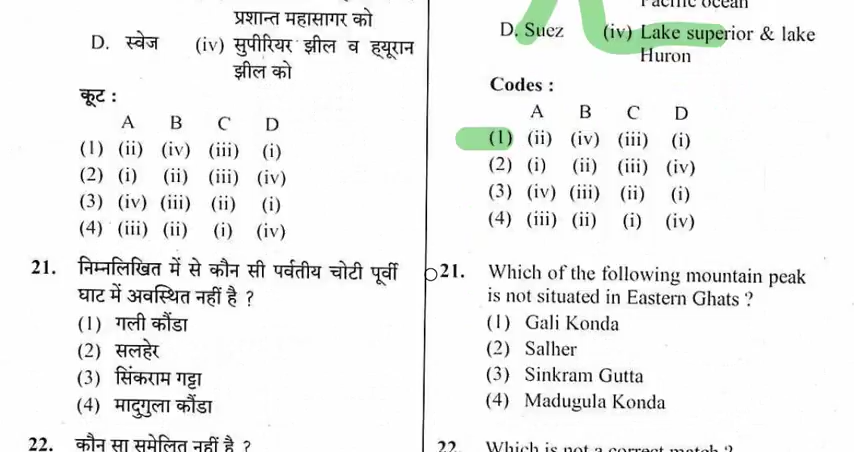 प्रशान्त महासागर को
D. स्वेज (iv) सुपीरियर झील व ह्यूरान
झील को
कूट :
A B C D
(1) (ii) (iv) (iii) (i)
(2) (i) (ii) (iii) (iv)
(3) (iv) (iii) (ii) (i)
(4) (iii) (ii) (i) (iv)
21. निम्नलिखित में से कौन सी पर्वतीय चोटी पूर्वी
घाट में अवस्थित नहीं है ?
(1) गली कौंडा
(2) सलहेर
(3) सिंकराम गट्टा
(4) मादुगुला कौंडा
22. कौन सा सुमेलित नहीं है ?
Pacific ocean
D. Suez (iv) Lake superior & lake
Huron
Codes :
A B C D
(1) (ii) (iv) (iii) (i)
(2) (i) (ii) (iii) (iv)
(3) (iv) (iii) (ii) (i)
(4) (iii) (ii) (i) (iv)
21. Which of the following mountain peak
is not situated in Eastern Ghats ?
(1) Gali Konda
(2) Salher
(3) Sinkram Gutta
(4) Madugula Konda
22. Which is not a correct match ?